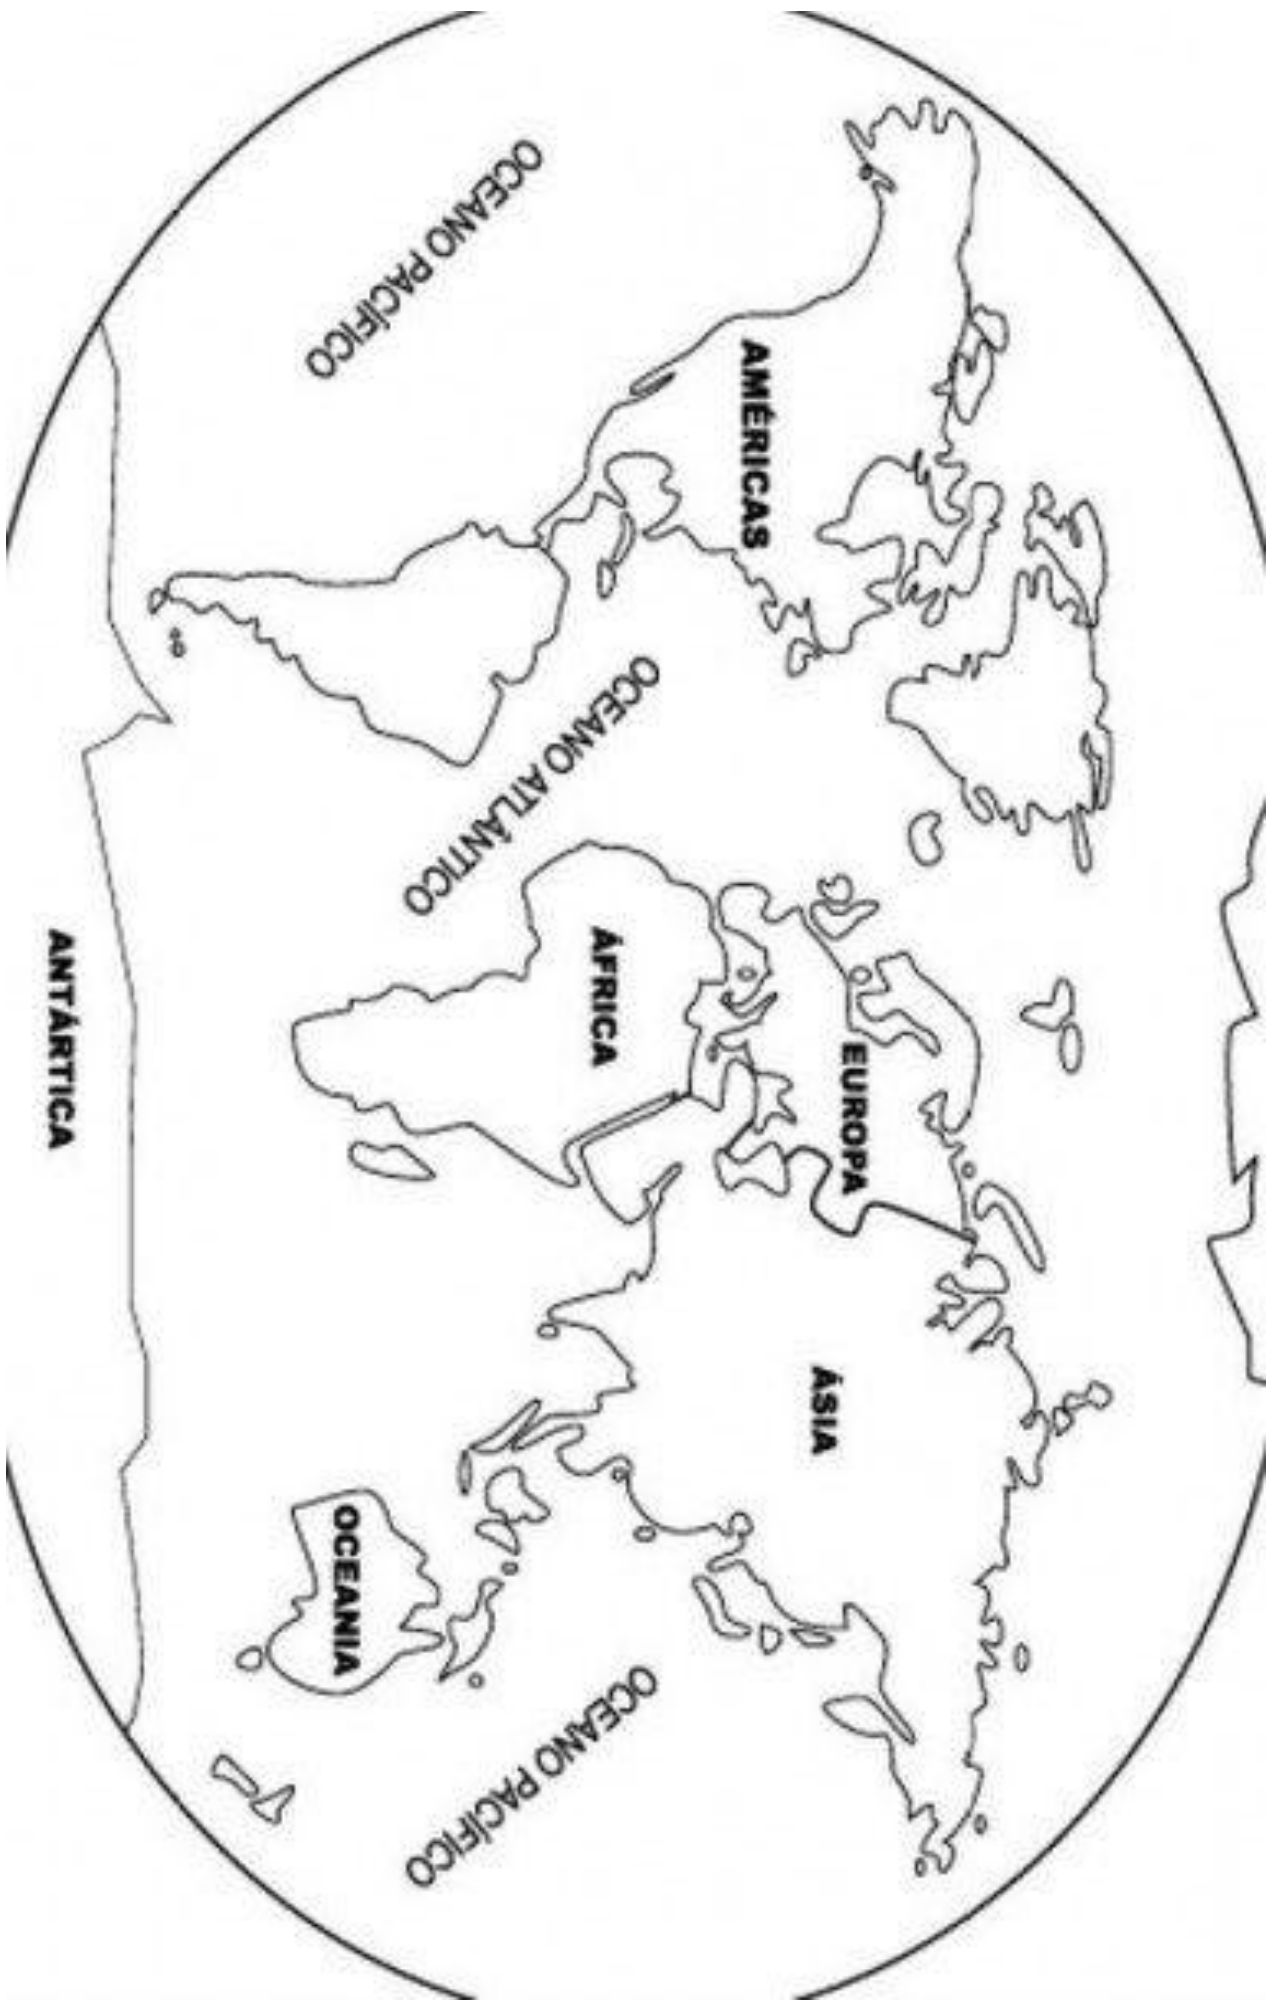 OCEANO PACÍFICO
AMÉRICAS
OCEANO ATLÂNTICO
EUROPA
ÁFRICA
ÁSIA
OCEANIA
OCEANO PACÍFICO
ANTÁRTICA